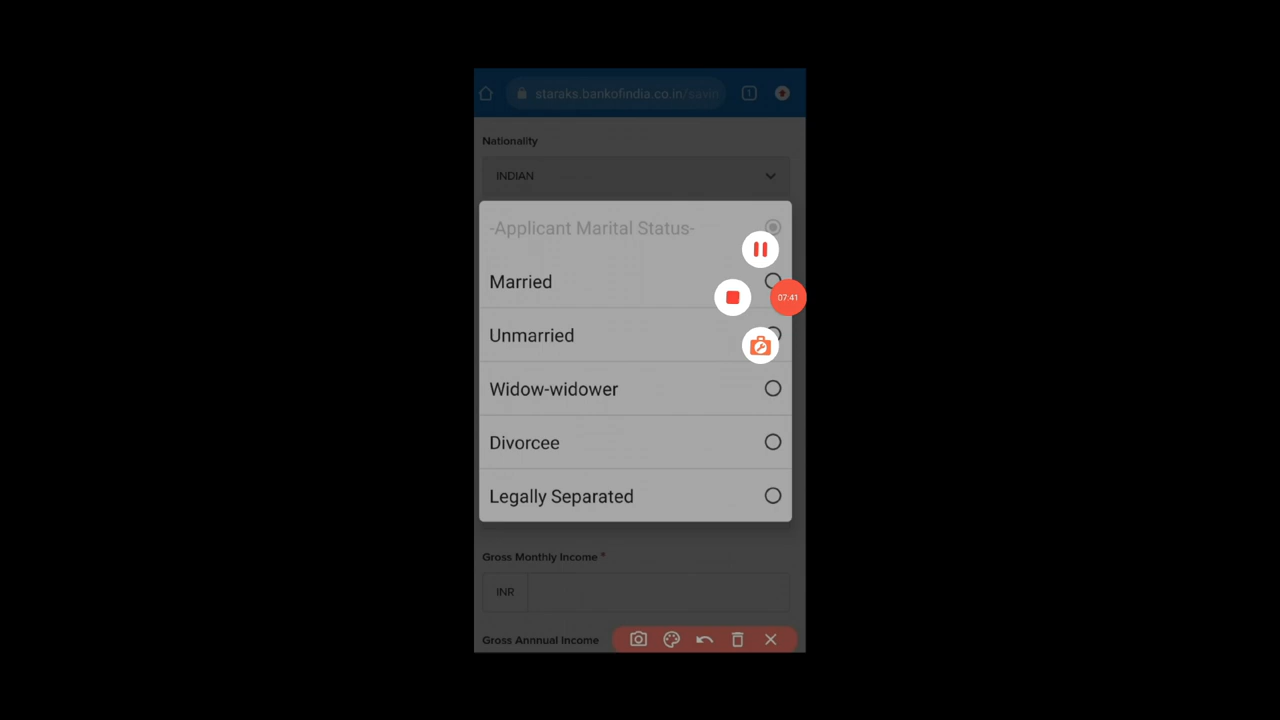 staraks.bankofindia.co.in/savin
1
Nationality
INDIAN
-Applicant Marital Status-
Married
07:41
Unmarried
Widow-widower
Divorcee
Legally Separated
Gross Monthly Income *
INR
Gross Annnual Income